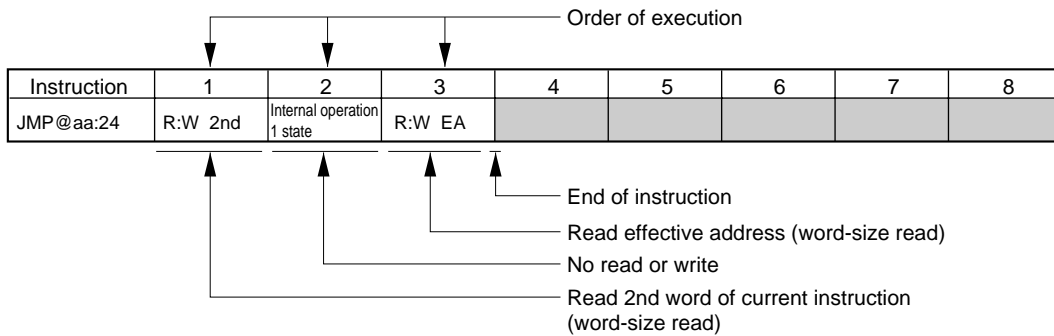 Order of execution
Instruction 1 2 3 4 5 6 7 8
JMP@aa:24 R:W 2nd Internal operation 1 state R:W EA
End of instruction
Read effective address (word-size read)
No read or write
Read 2nd word of current instruction
(word-size read)